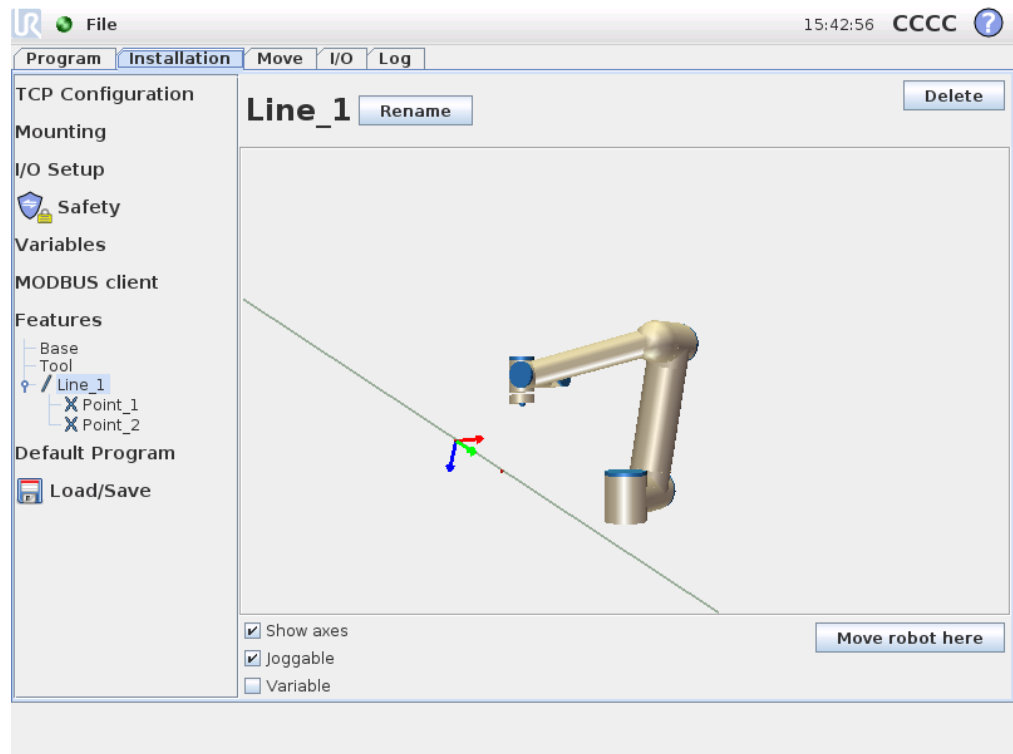 UR File 15:42:56 CCCC ?
Program Installation Move I/O Log
TCP Configuration
Mounting
I/O Setup
Safety
Variables
MODBUS client
Features
Base
Tool
Line_1
Point_1
Point_2
Default Program
Load/Save
Line_1 Rename Delete
Show axes
Joggable
Variable
Move robot here